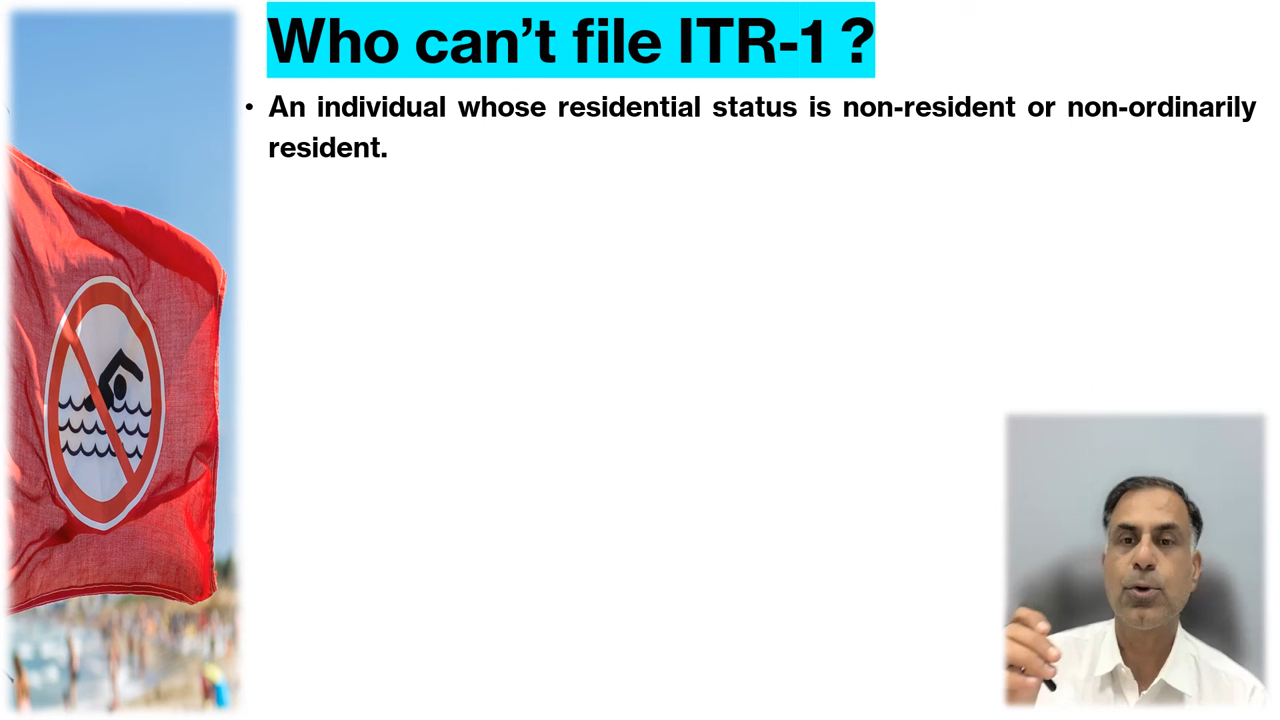 Who can’t file ITR-1 ?
• An individual whose residential status is non-resident or non-ordinarily
resident.